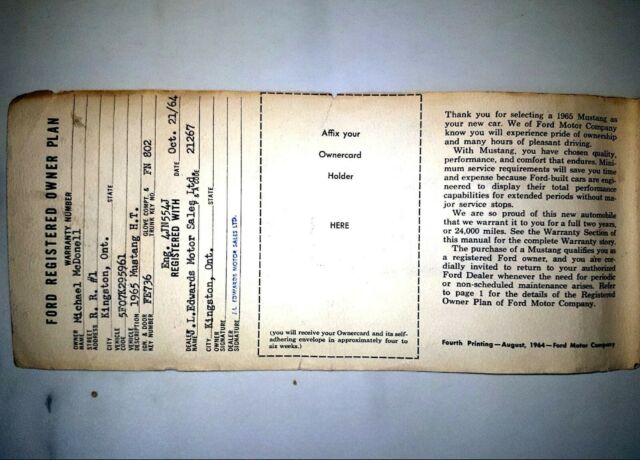 FORD REGISTERED OWNER PLAN
WARRANTY NUMBER
OWNER NAME Michael McDonell
STREET ADDRESS R. R. #1
CITY Kingston, Ont. STATE
VEHICLE CODE 5F07K295961
VEHICLE DESCRIPTION 1965 Mustang H.T.
IGN. & DOOR KEY NUMBER FE736 GLOVE COMPT. & TRUNK KEY NO. FN 802
Eng.
REGISTERED WITH DATE Oct. 21/64
DEALER NAME J.L.Edwards Motor Sales Ltd. & CODE 21267
CITY Kingston, Ont. STATE
OWNER SIGNATURE
DEALER SIGNATURE J.L. EDWARDS MOTOR SALES LTD.
Affix your
Ownercard
Holder
HERE
(you will receive your Ownercard and its self-
adhering envelope in approximately four to
six weeks.)
Thank you for selecting a 1965 Mustang as
your new car. We of Ford Motor Company
know you will experience pride of ownership
and many hours of pleasant driving.
With Mustang, you have chosen quality,
performance, and comfort that endures. Mini-
mum service requirements will save you time
and expense because Ford-built cars are engi-
neered to display their total performance
capabilities for extended periods without ma-
jor service stops.
We are so proud of this new automobile
that we warrant it to you for a full two years,
or 24,000 miles. See the Warranty Section of
this manual for the complete Warranty story.
The purchase of a Mustang qualifies you as
a registered Ford owner, and you are cor-
dially invited to return to your authorized
Ford Dealer whenever the need for periodic
or non-scheduled maintenance arises. Refer
to page 1 for the details of the Registered
Owner Plan of Ford Motor Company.
Fourth Printing—August, 1964—Ford Motor Company